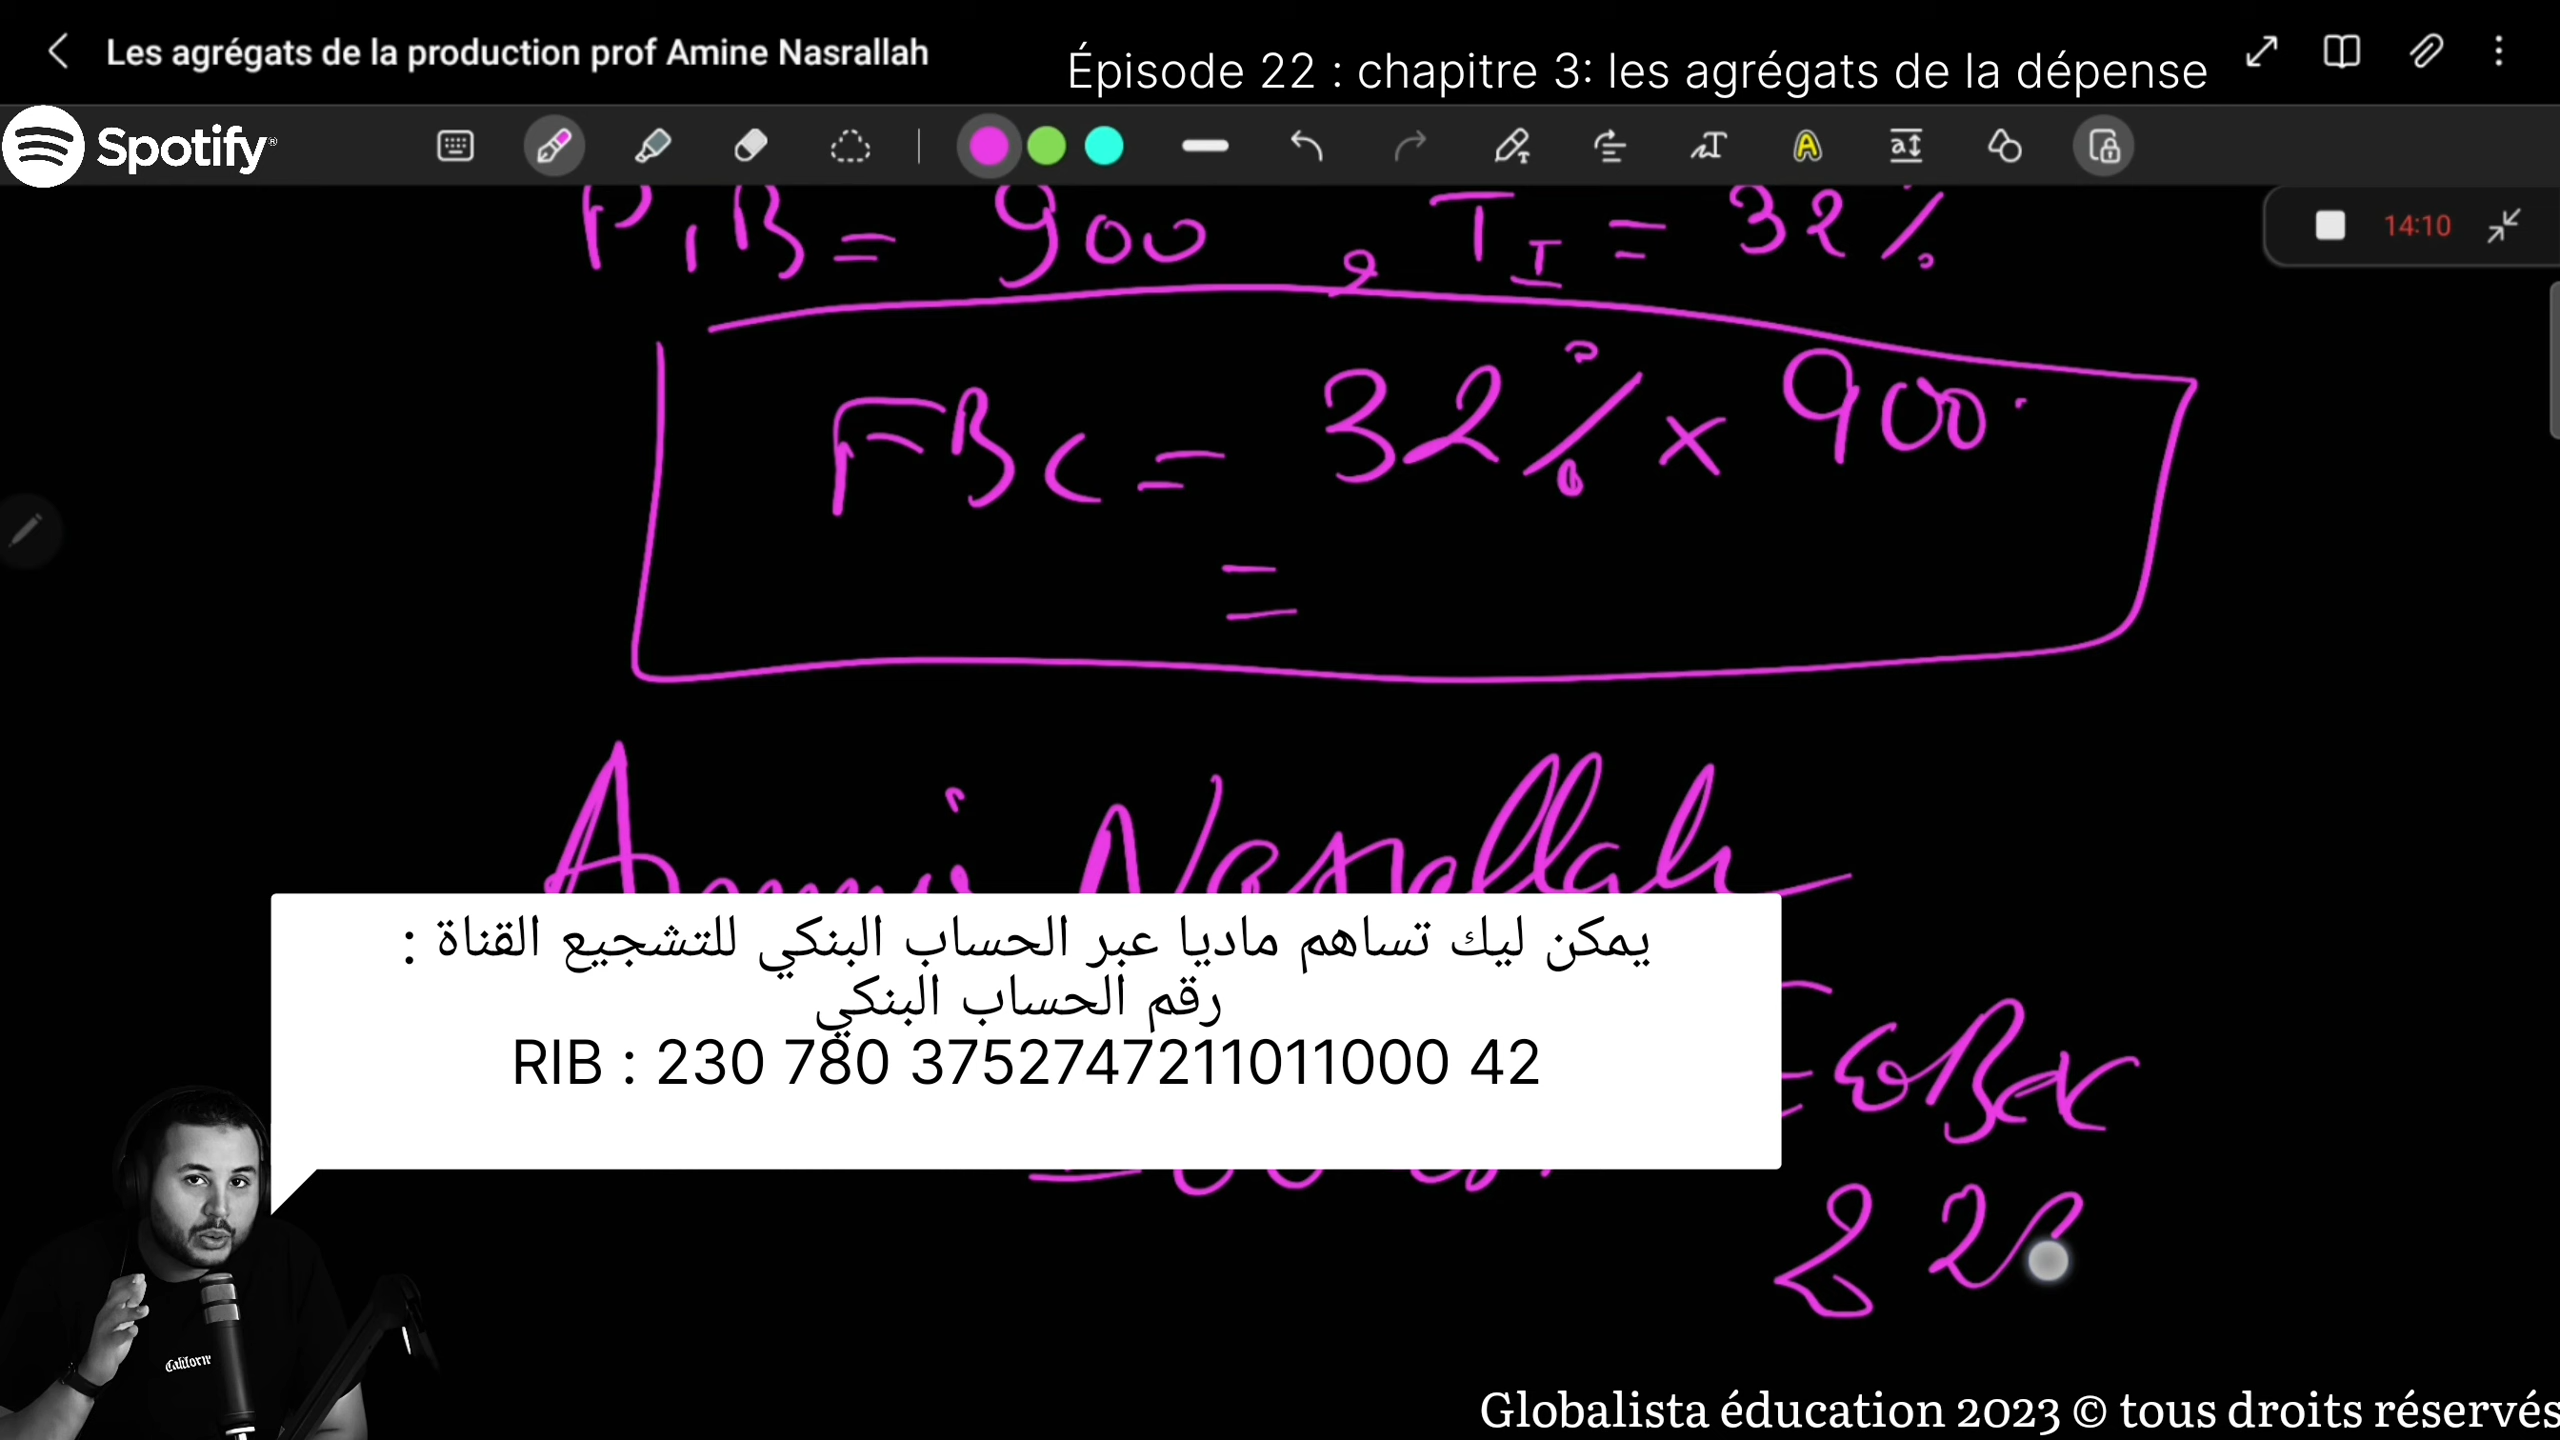 Les agrégats de la production prof Amine Nasrallah
Épisode 22 : chapitre 3: les agrégats de la dépense
Spotify
14:10
P,B = 900 , T_I = 32%
FBC = 32% x 900
=
Nasrallah
يمكن ليك تساهم ماديا عبر الحساب البنكي للتشجيع القناة :
رقم الحساب البنكي
RIB : 230 780 3752747211011000 42
Globalista éducation 2023 © tous droits réservés